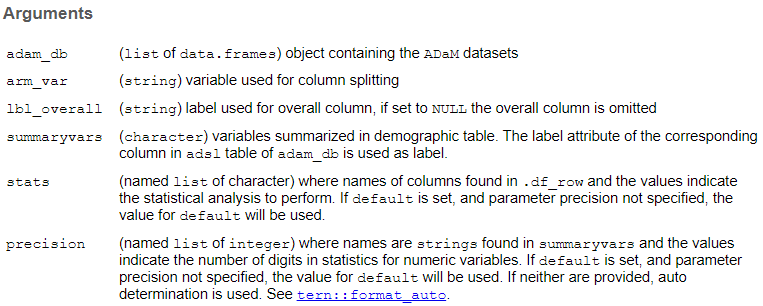 Arguments
adam_db (list of data.frames) object containing the ADaM datasets
arm_var (string) variable used for column splitting
lbl_overall (string) label used for overall column, if set to NULL the overall column is omitted
summaryvars (character) variables summarized in demographic table. The label attribute of the corresponding
column in adsl table of adam_db is used as label.
stats (named list of character) where names of columns found in .df_row and the values indicate
the statistical analysis to perform. If default is set, and parameter precision not specified, the
value for default will be used.
precision (named list of integer) where names are strings found in summaryvars and the values
indicate the number of digits in statistics for numeric variables. If default is set, and parameter
precision not specified, the value for default will be used. If neither are provided, auto
determination is used. See tern::format_auto.